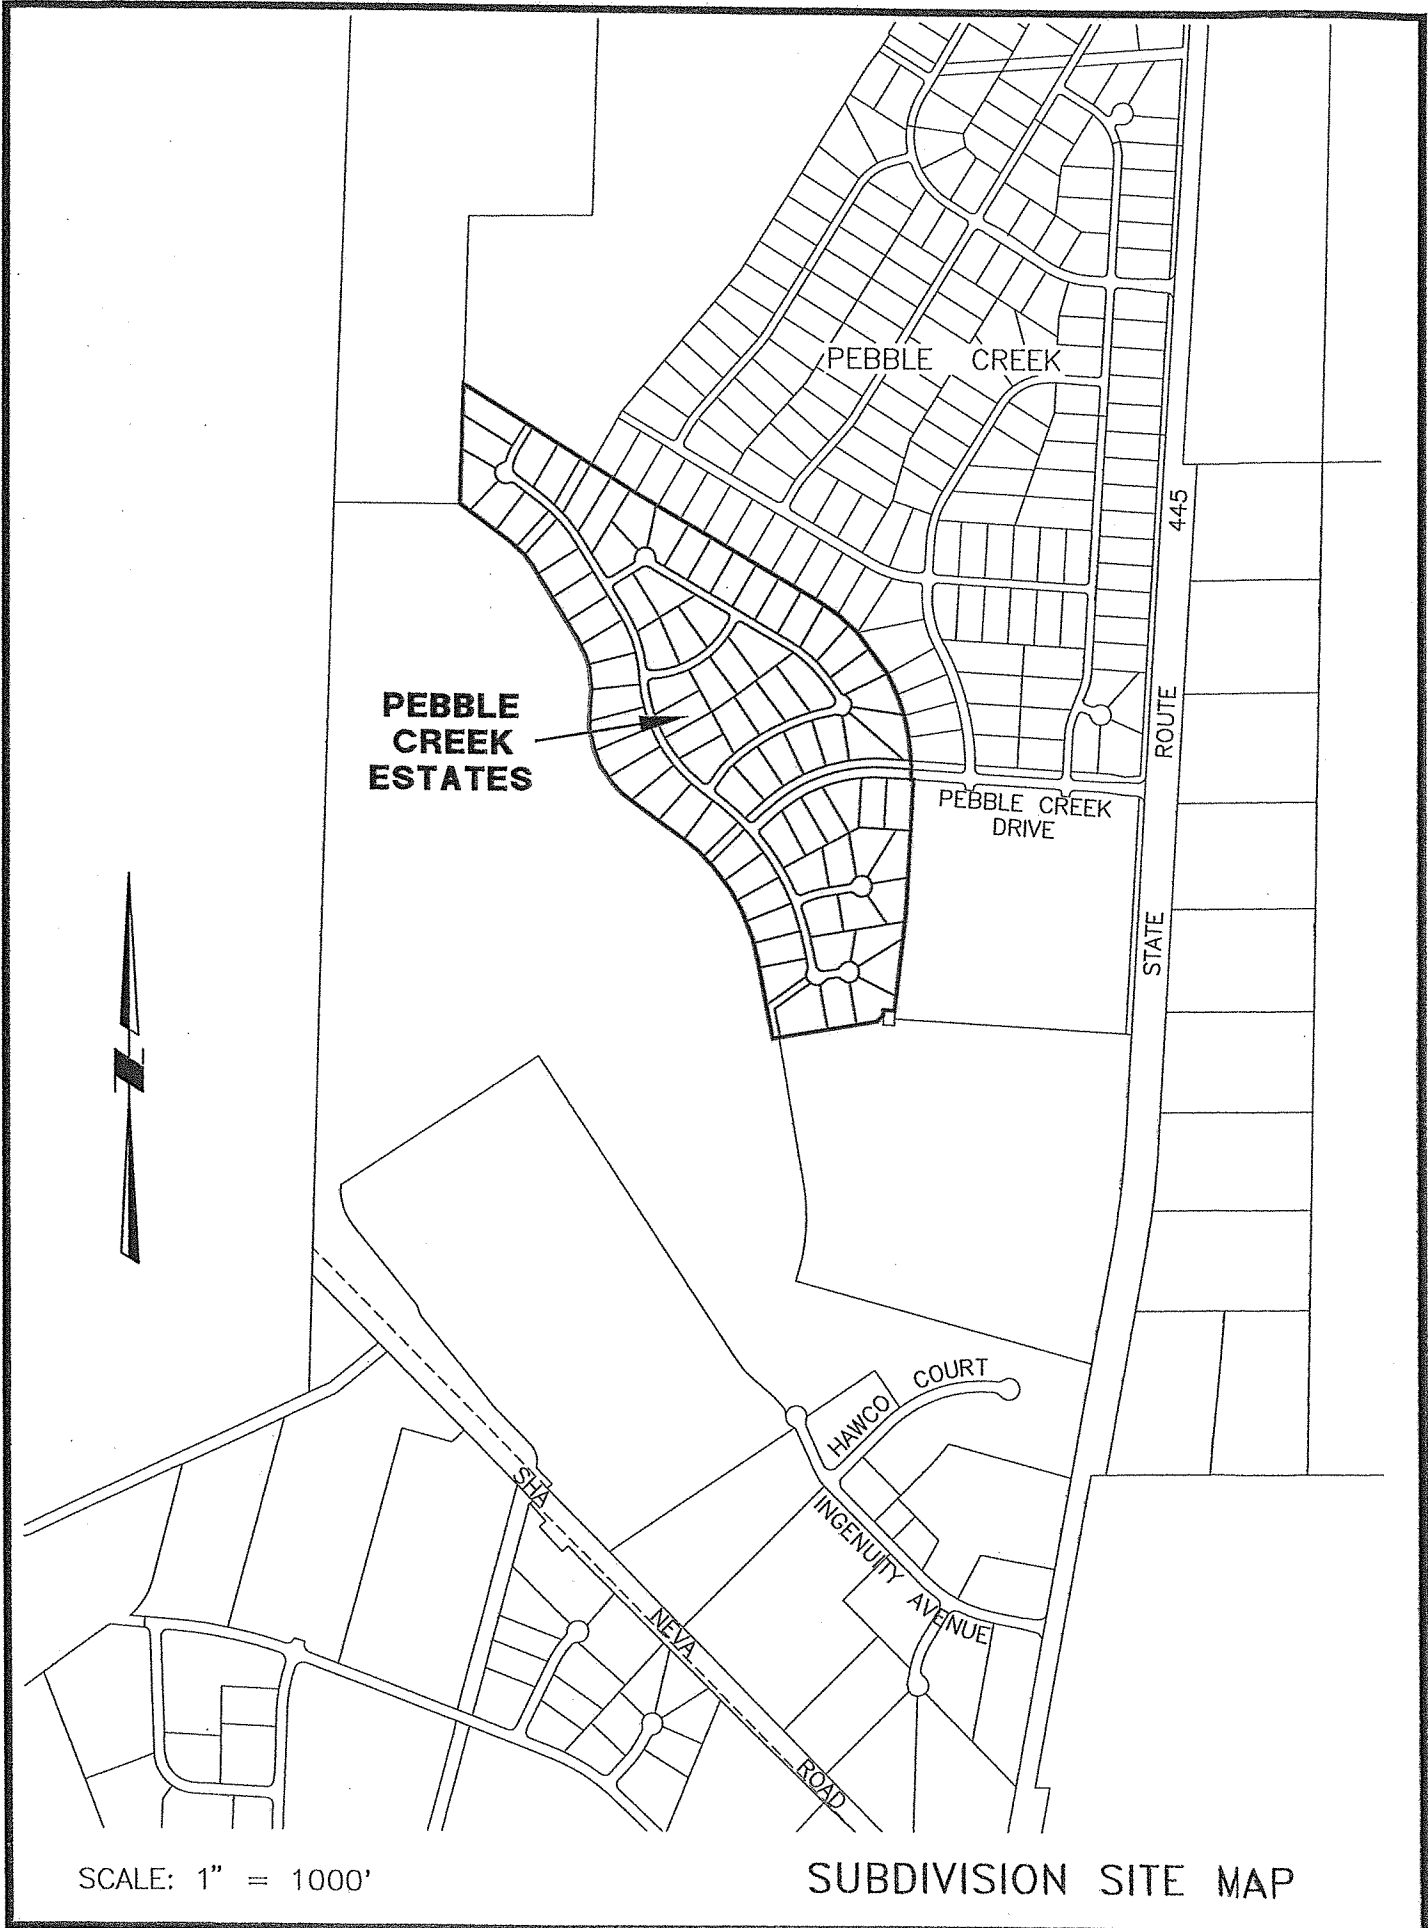 PEBBLE CREEK
445
ROUTE
STATE
PEBBLE
CREEK
ESTATES
PEBBLE CREEK
DRIVE
N
HAWCO COURT
INGENUITY AVENUE
SHA
NEVA
ROAD
SCALE: 1" = 1000'
SUBDIVISION SITE MAP